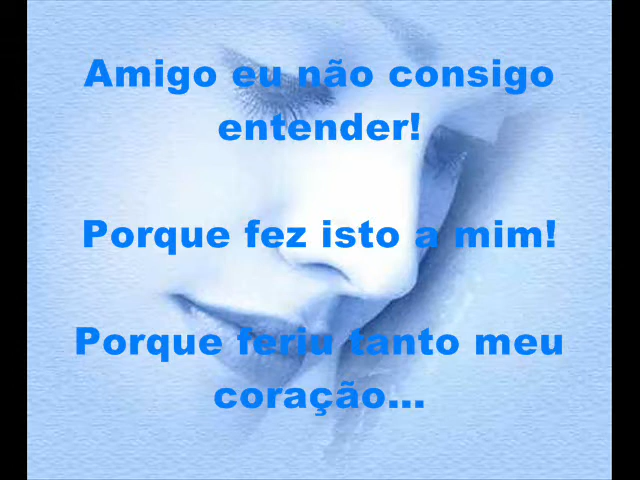 Amigo eu não consigo
entender!
Porque fez isto a mim!
Porque feriu tanto meu
coração...